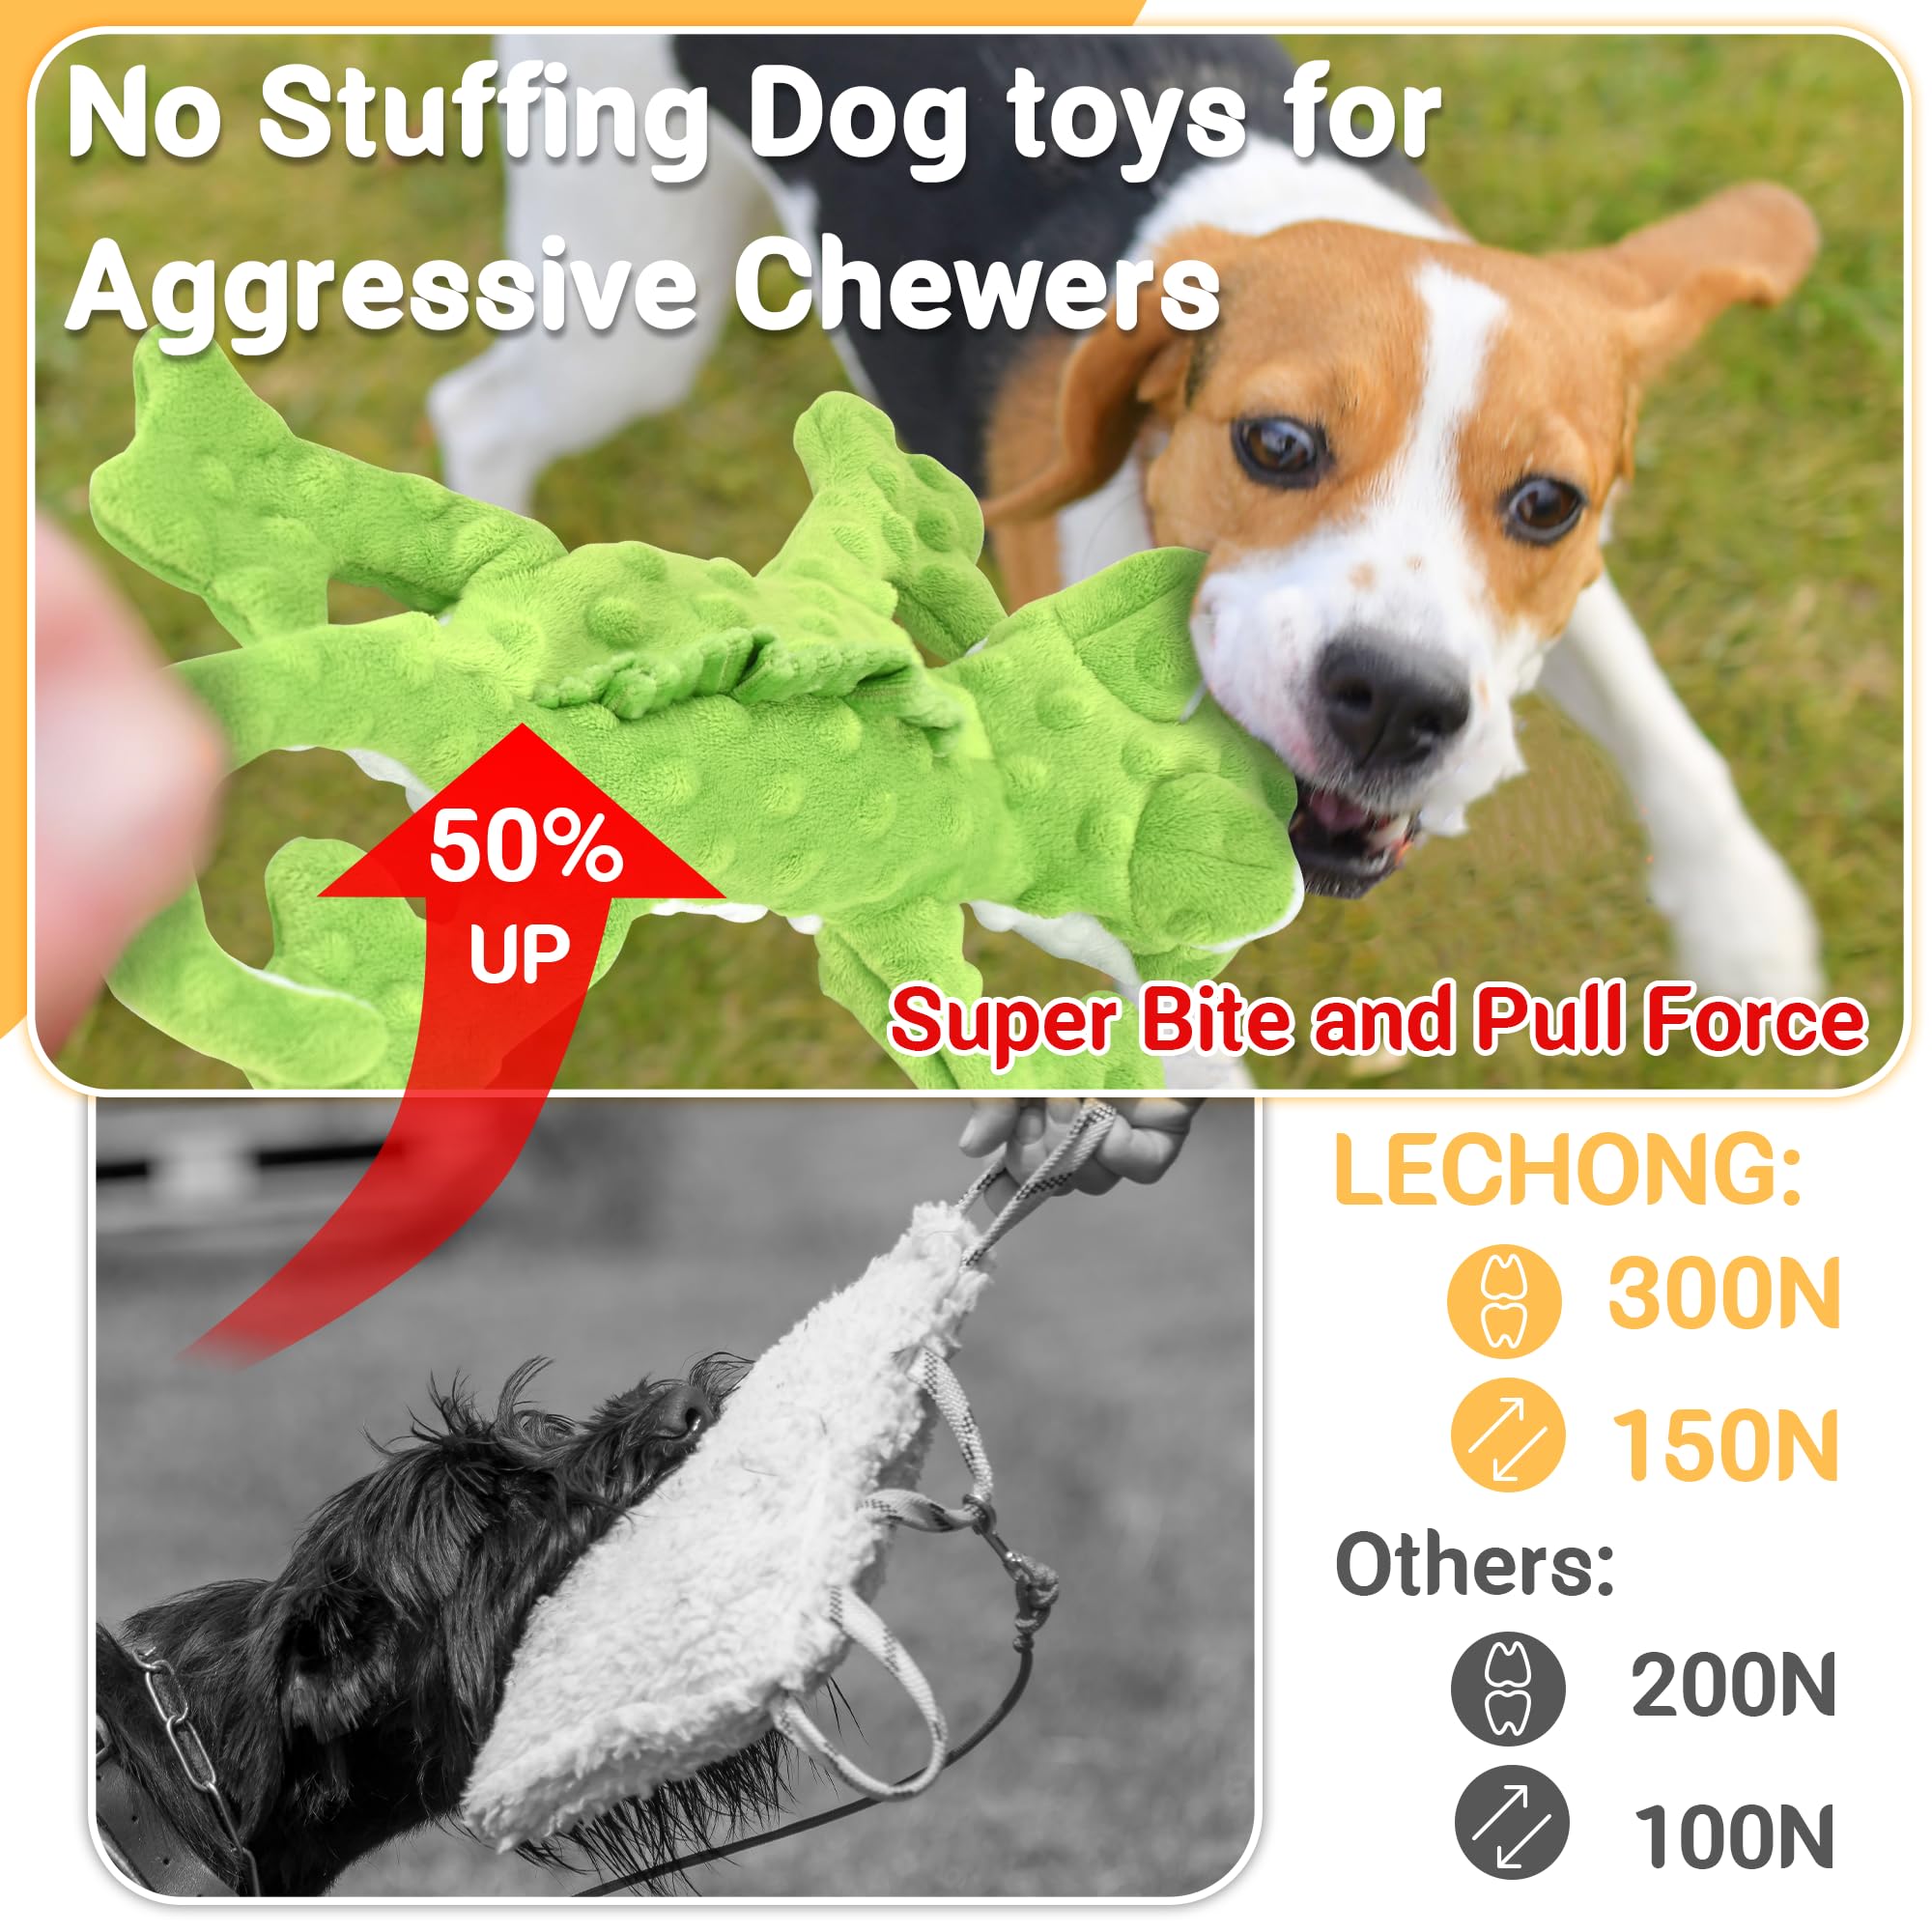 No Stuffing Dog toys for
Aggressive Chewers
50%
UP
Super Bite and Pull Force
LECHONG:
300N
150N
Others:
200N
100N